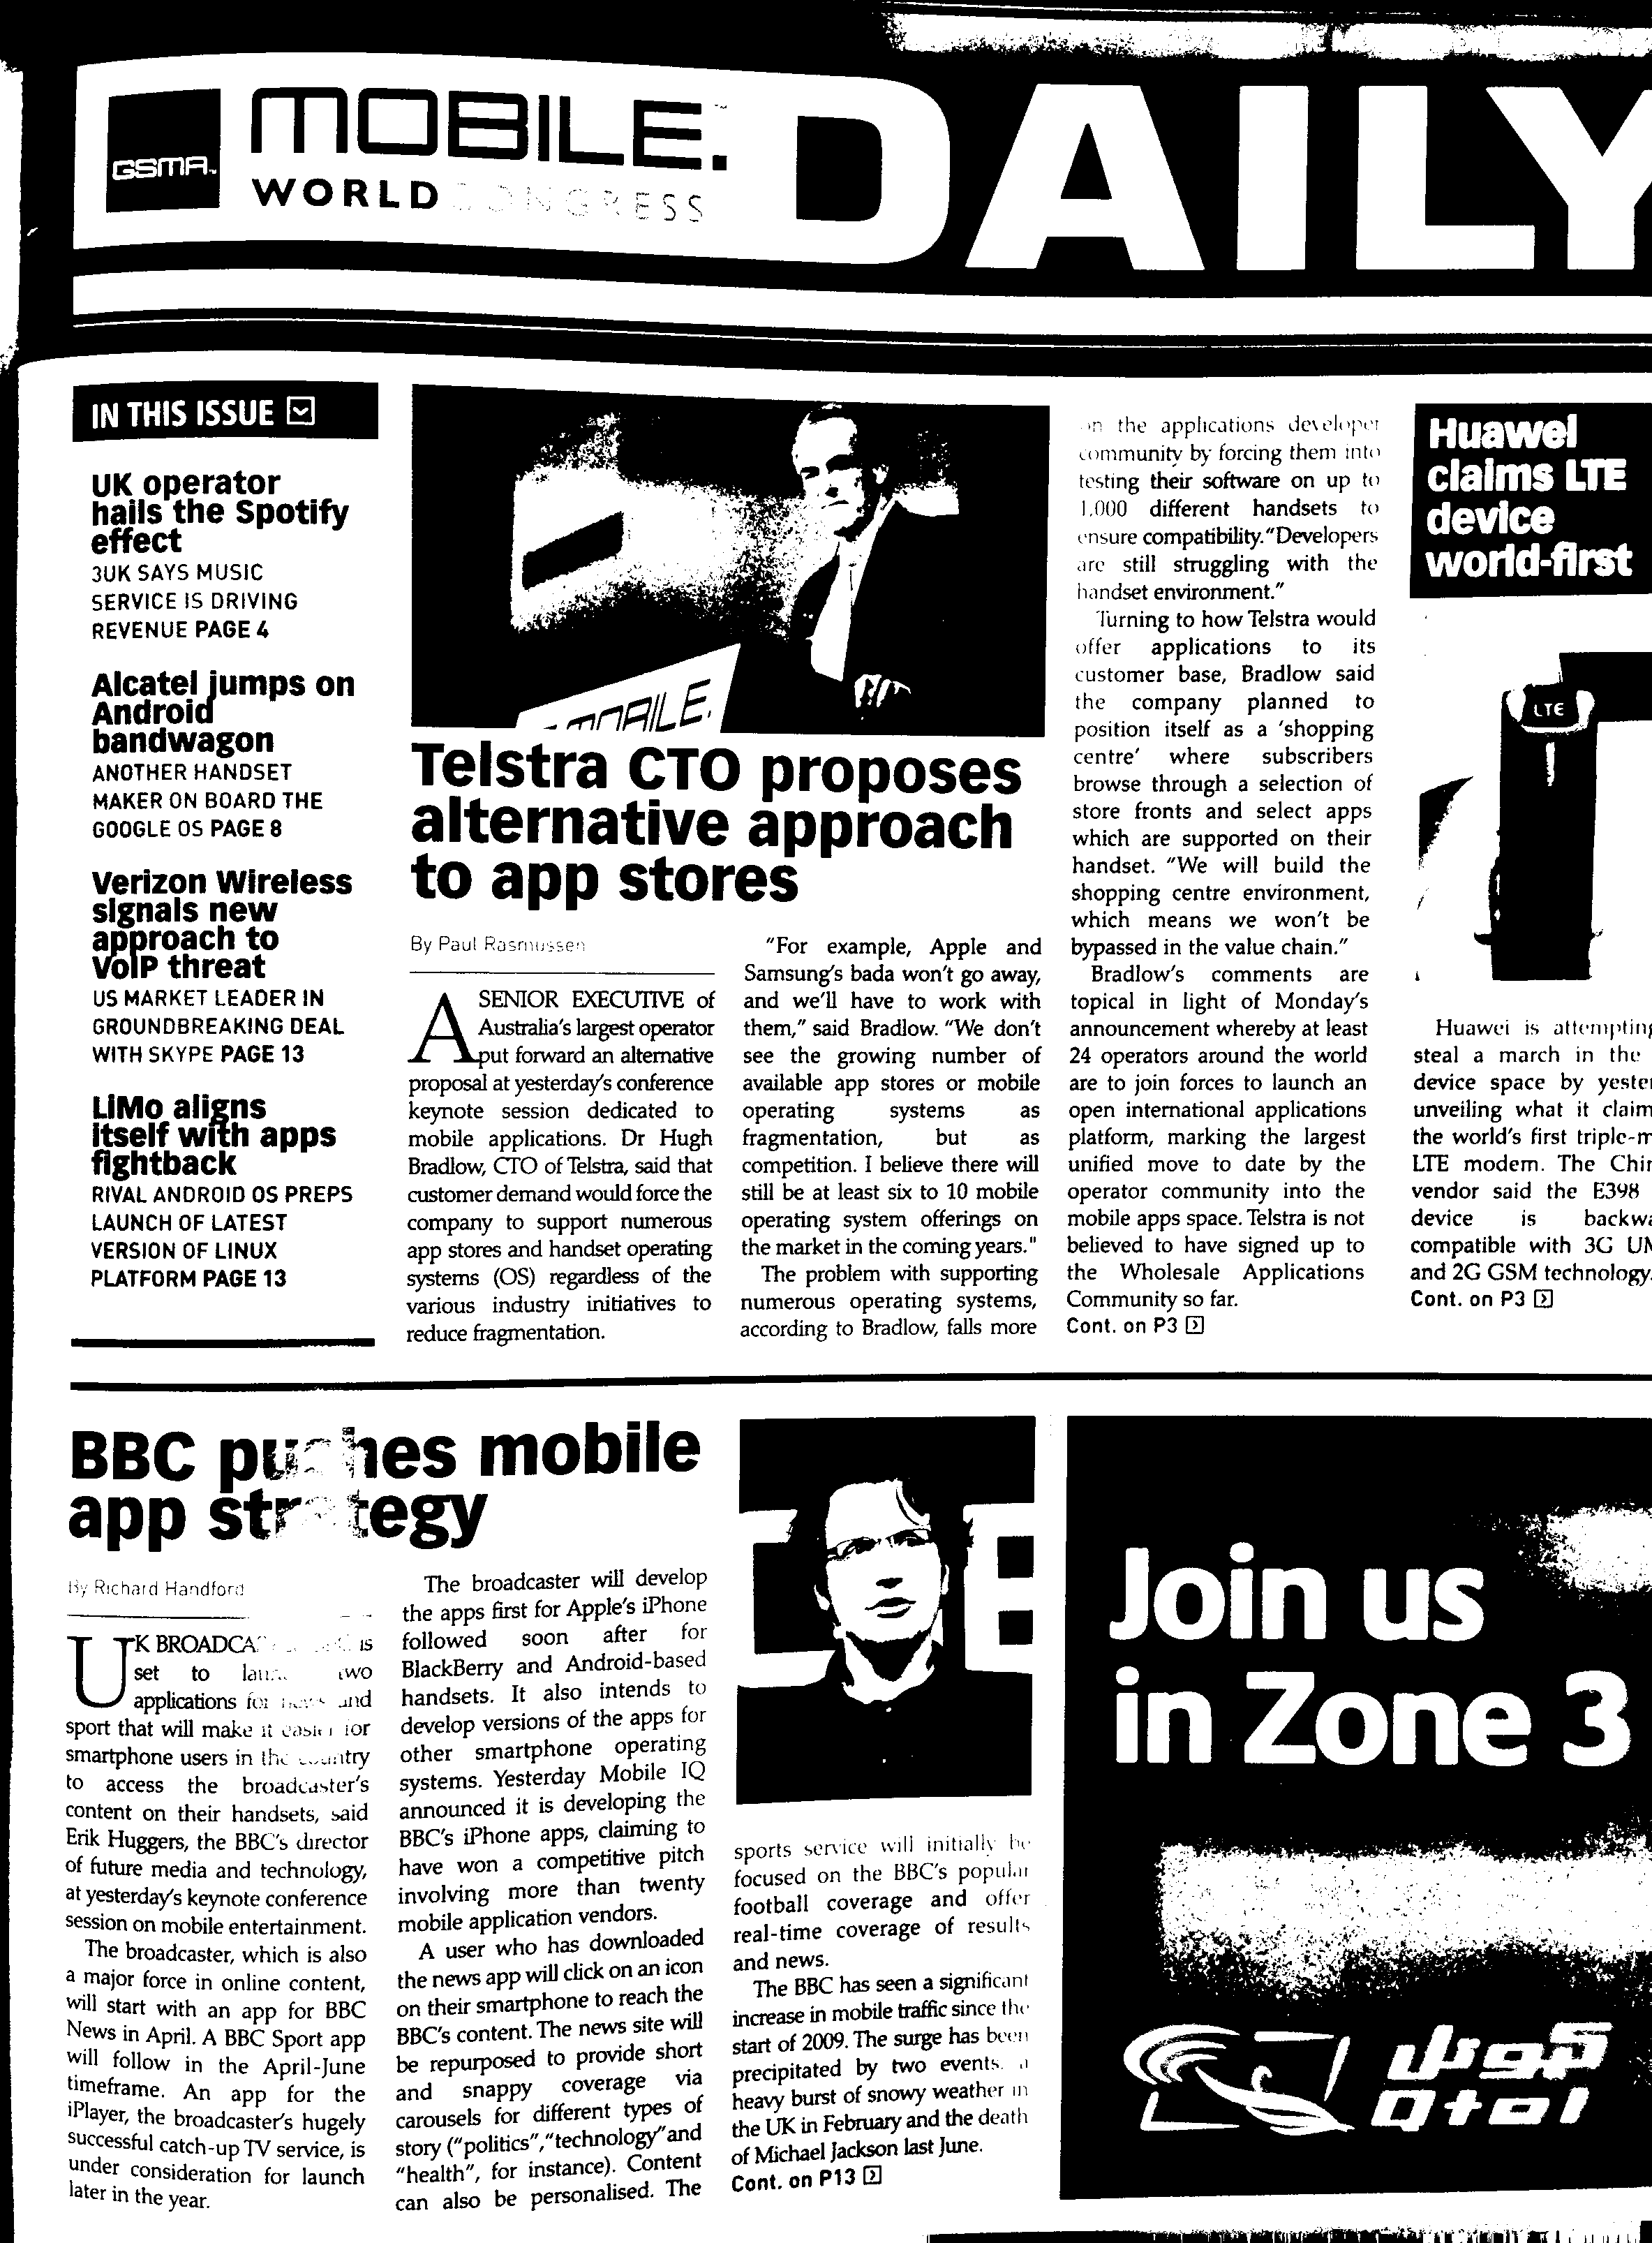 GSMA
MOBILE.
WORLD CONGRESS
DAILY
IN THIS ISSUE
UK operator
hails the Spotify
effect
3UK SAYS MUSIC
SERVICE IS DRIVING
REVENUE PAGE 4
Alcatel jumps on
Android
bandwagon
ANOTHER HANDSET
MAKER ON BOARD THE
GOOGLE OS PAGE 8
Verizon Wireless
signals new
approach to
VoIP threat
US MARKET LEADER IN
GROUNDBREAKING DEAL
WITH SKYPE PAGE 13
LiMo aligns
itself with apps
fightback
RIVAL ANDROID OS PREPS
LAUNCH OF LATEST
VERSION OF LINUX
PLATFORM PAGE 13
MOBILE.
Telstra CTO proposes
alternative approach
to app stores
By Paul Rasmussen
A SENIOR EXECUTIVE of
Australia's largest operator
put forward an alternative
proposal at yesterday's conference
keynote session dedicated to
mobile applications. Dr Hugh
Bradlow, CTO of Telstra, said that
customer demand would force the
company to support numerous
app stores and handset operating
systems (OS) regardless of the
various industry initiatives to
reduce fragmentation.
"For example, Apple and
Samsung's bada won't go away,
and we'll have to work with
them," said Bradlow. "We don't
see the growing number of
available app stores or mobile
operating systems as
fragmentation, but as
competition. I believe there will
still be at least six to 10 mobile
operating system offerings on
the market in the coming years."
The problem with supporting
numerous operating systems,
according to Bradlow, falls more
on the applications developer
community by forcing them into
testing their software on up to
1,000 different handsets to
ensure compatibility. "Developers
are still struggling with the
handset environment."
Turning to how Telstra would
offer applications to its
customer base, Bradlow said
the company planned to
position itself as a 'shopping
centre' where subscribers
browse through a selection of
store fronts and select apps
which are supported on their
handset. "We will build the
shopping centre environment,
which means we won't be
bypassed in the value chain."
Bradlow's comments are
topical in light of Monday's
announcement whereby at least
24 operators around the world
are to join forces to launch an
open international applications
platform, marking the largest
unified move to date by the
operator community into the
mobile apps space. Telstra is not
believed to have signed up to
the Wholesale Applications
Community so far.
Cont. on P3
Huawei
claims LTE
device
world-first
LTE
Huawei is attempting
steal a march in the
device space by yester
unveiling what it claim
the world's first triple-m
LTE modem. The Chin
vendor said the E398
device is backwa
compatible with 3G UM
and 2G GSM technology.
Cont. on P3
BBC pushes mobile
app strategy
By Richard Handford
UK BROADCA is
set to launch two
applications for news and
sport that will make it easier for
smartphone users in the country
to access the broadcaster's
content on their handsets, said
Erik Huggers, the BBC's director
of future media and technology,
at yesterday's keynote conference
session on mobile entertainment.
The broadcaster, which is also
a major force in online content,
will start with an app for BBC
News in April. A BBC Sport app
will follow in the April-June
timeframe. An app for the
iPlayer, the broadcaster's hugely
successful catch-up TV service, is
under consideration for launch
later in the year.
The broadcaster will develop
the apps first for Apple's iPhone
followed soon after for
BlackBerry and Android-based
handsets. It also intends to
develop versions of the apps for
other smartphone operating
systems. Yesterday Mobile IQ
announced it is developing the
BBC's iPhone apps, claiming to
have won a competitive pitch
involving more than twenty
mobile application vendors.
A user who has downloaded
the news app will click on an icon
on their smartphone to reach the
BBC's content. The news site will
be repurposed to provide short
and snappy coverage via
carousels for different types of
story ("politics", "technology" and
"health", for instance). Content
can also be personalised. The
sports service will initially be
focused on the BBC's popular
football coverage and offer
real-time coverage of results
and news.
The BBC has seen a significant
increase in mobile traffic since the
start of 2009. The surge has been
precipitated by two events, a
heavy burst of snowy weather in
the UK in February and the death
of Michael Jackson last June.
Cont. on P13
Join us
in Zone 3
كيوتل
Qtel